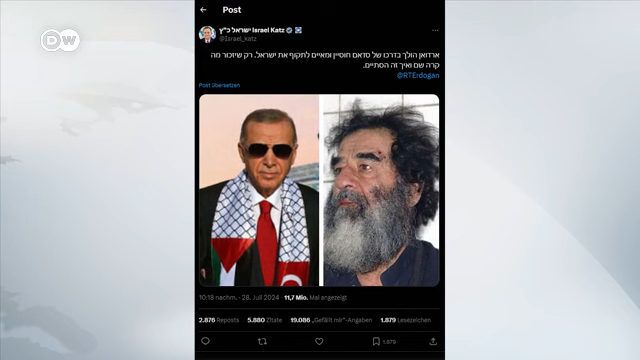 DW
Post
ישראל כ"ץ Israel Katz
@Israel_katz
ארדואן הולך בדרכו של סדאם חוסיין ומאיים לתקוף את ישראל. רק שיזכור מה
קרה שם ואיך זה הסתיים.
@RTErdogan
Post übersetzen
10:18 nachm. · 28. Juli 2024 · 11,7 Mio. Mal angezeigt
2.876 Reposts 5.880 Zitate 19.086 „Gefällt mir“-Angaben 1.879 Lesezeichen
1.879